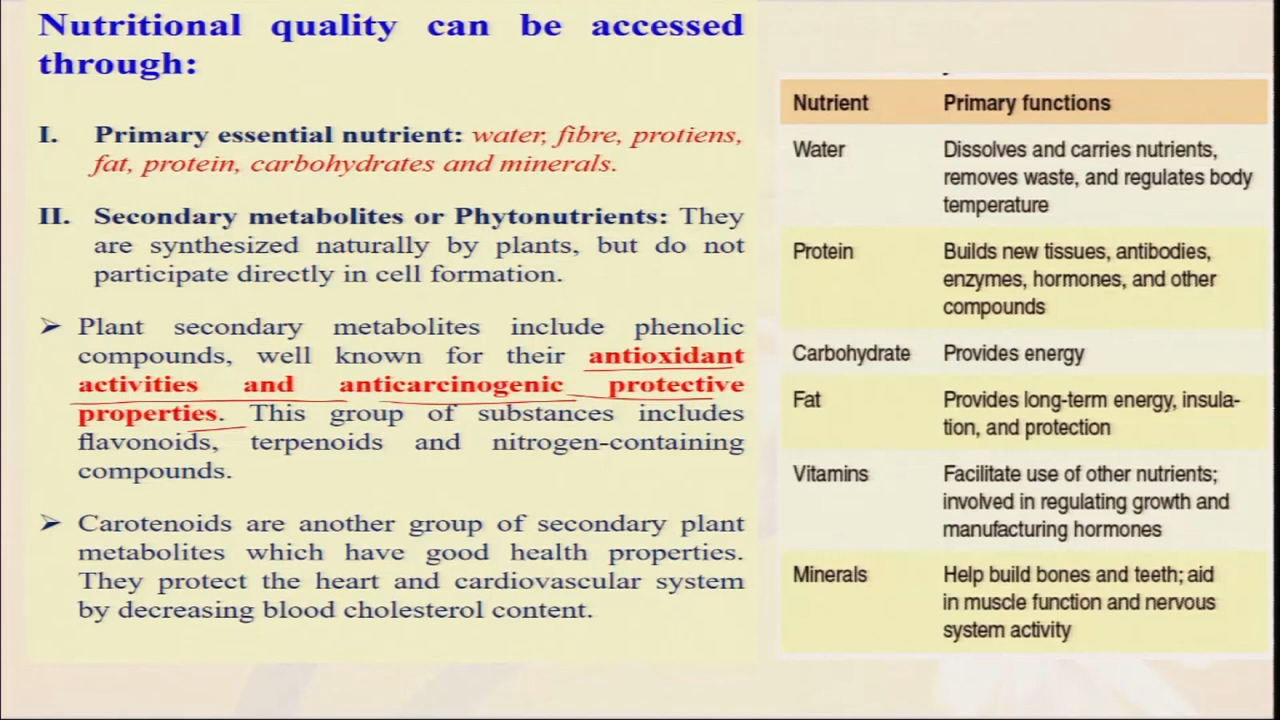 Nutritional quality can be accessed
through:
I. Primary essential nutrient: water, fibre, protiens,
fat, protein, carbohydrates and minerals.
II. Secondary metabolites or Phytonutrients: They
are synthesized naturally by plants, but do not
participate directly in cell formation.
➢ Plant secondary metabolites include phenolic
compounds, well known for their antioxidant
activities and anticarcinogenic protective
properties. This group of substances includes
flavonoids, terpenoids and nitrogen-containing
compounds.
➢ Carotenoids are another group of secondary plant
metabolites which have good health properties.
They protect the heart and cardiovascular system
by decreasing blood cholesterol content.
Nutrient Primary functions
Water Dissolves and carries nutrients,
removes waste, and regulates body
temperature
Protein Builds new tissues, antibodies,
enzymes, hormones, and other
compounds
Carbohydrate Provides energy
Fat Provides long-term energy, insula-
tion, and protection
Vitamins Facilitate use of other nutrients;
involved in regulating growth and
manufacturing hormones
Minerals Help build bones and teeth; aid
in muscle function and nervous
system activity